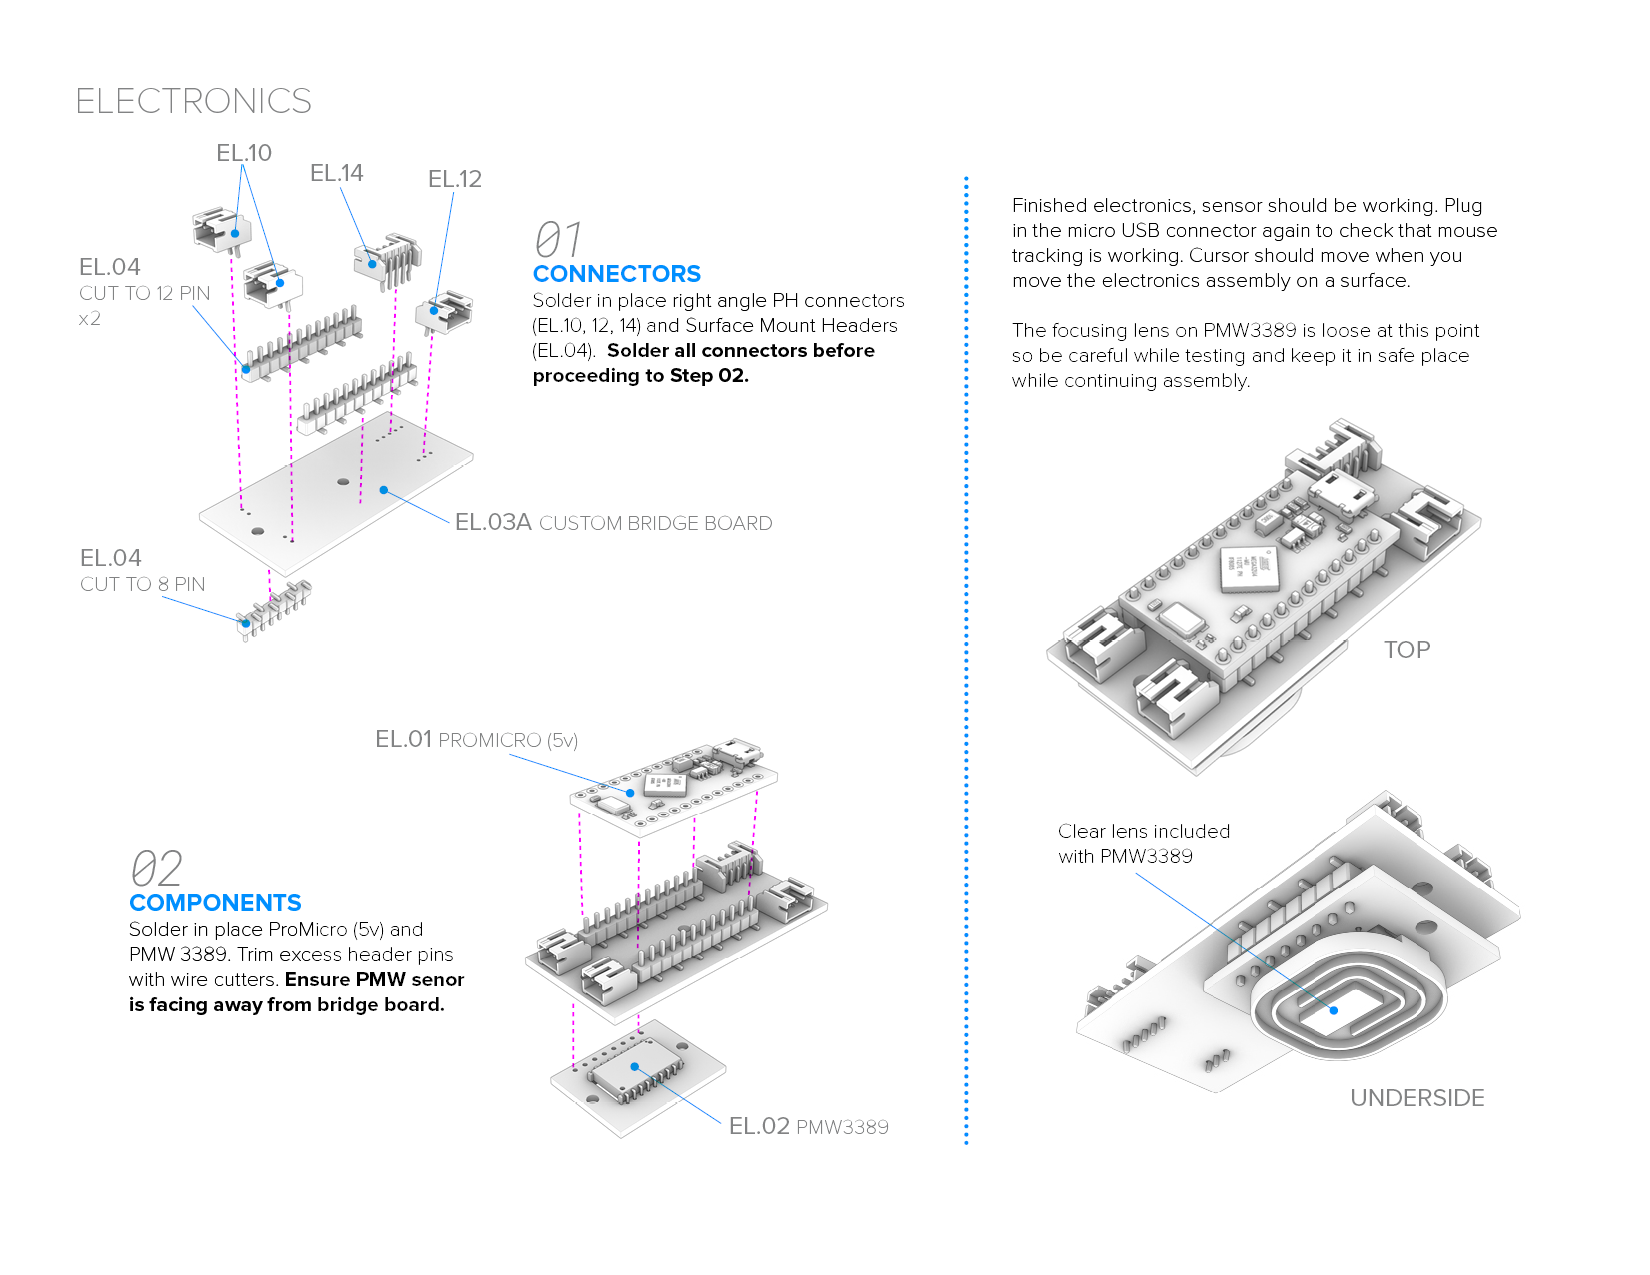 ELECTRONICS
EL.10
EL.14
EL.12
EL.04
CUT TO 12 PIN
x2
01
CONNECTORS
Solder in place right angle PH connectors
(EL.10, 12, 14) and Surface Mount Headers
(EL.04). Solder all connectors before
proceeding to Step 02.
EL.03A CUSTOM BRIDGE BOARD
EL.04
CUT TO 8 PIN
EL.01 PROMICRO (5v)
02
COMPONENTS
Solder in place ProMicro (5v) and
PMW 3389. Trim excess header pins
with wire cutters. Ensure PMW senor
is facing away from bridge board.
EL.02 PMW3389
Finished electronics, sensor should be working. Plug
in the micro USB connector again to check that mouse
tracking is working. Cursor should move when you
move the electronics assembly on a surface.
The focusing lens on PMW3389 is loose at this point
so be careful while testing and keep it in safe place
while continuing assembly.
TOP
Clear lens included
with PMW3389
UNDERSIDE